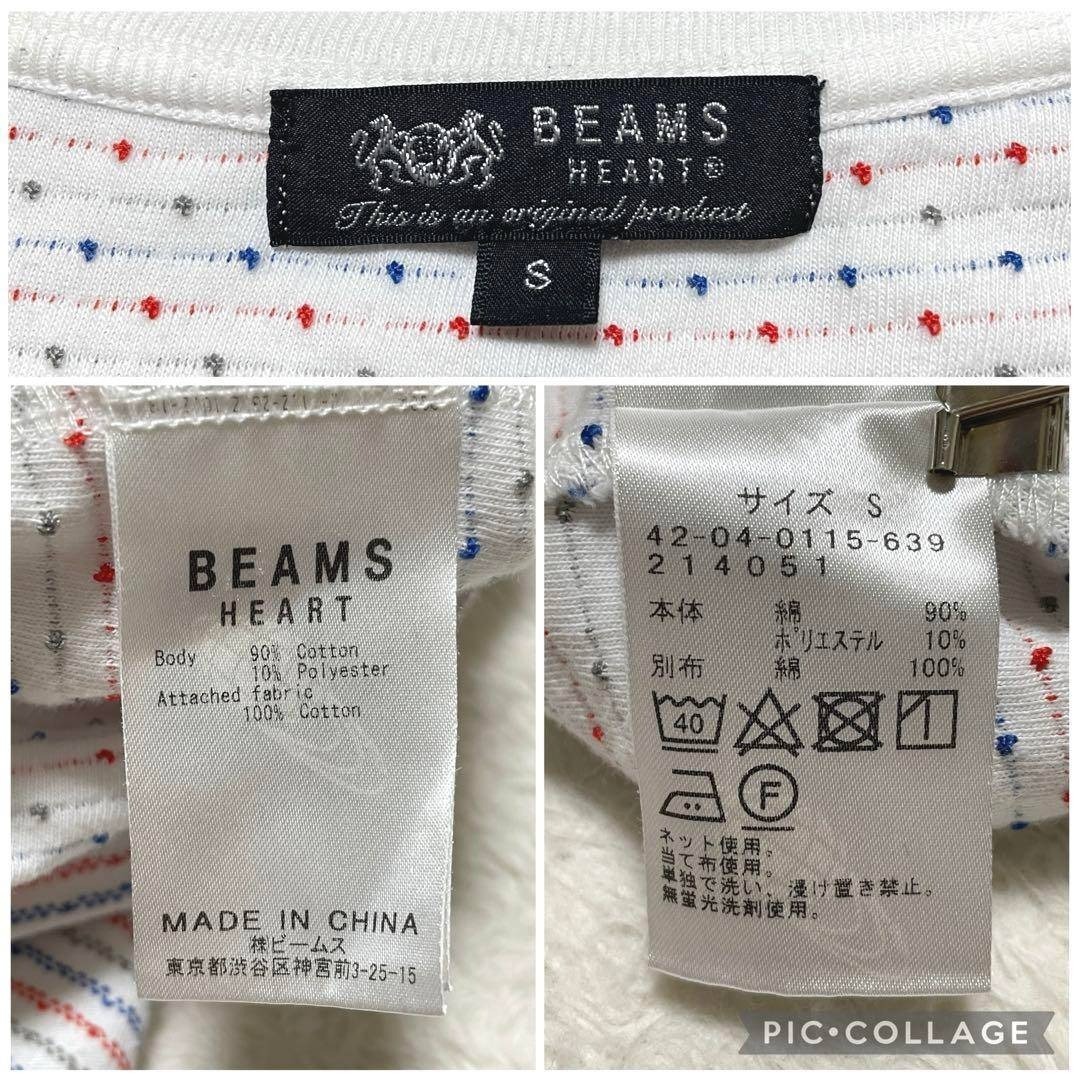 BEAMS
HEART®
This is an original product
S
BEAMS
HEART
Body 90% Cotton
10% Polyester
Attached fabric
100% Cotton
MADE IN CHINA
㈱ビームス
東京都渋谷区神宮前3-25-15
サイズ S
42-04-0115-639
214051
本体 綿 90%
ポリエステル 10%
別布 綿 100%
40
F
ネット使用。
当て布使用。
単独で洗い、浸け置き禁止。
無蛍光洗剤使用。
PIC•COLLAGE